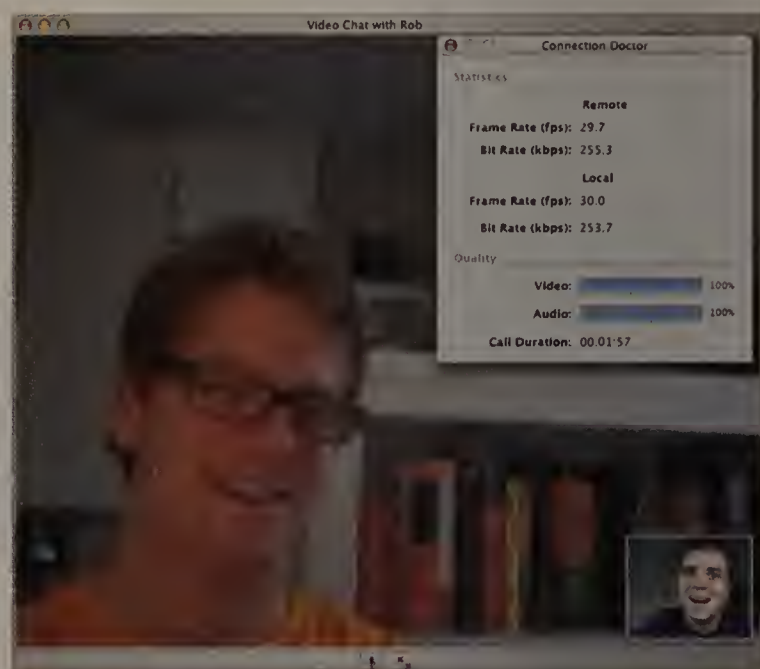 Video Chat with Rob
Connection Doctor
Statistics
Remote
Frame Rate (fps): 29.7
Bit Rate (kbps): 255.3
Local
Frame Rate (fps): 30.0
Bit Rate (kbps): 253.7
Quality
Video: 100%
Audio: 100%
Call Duration: 00:01:57